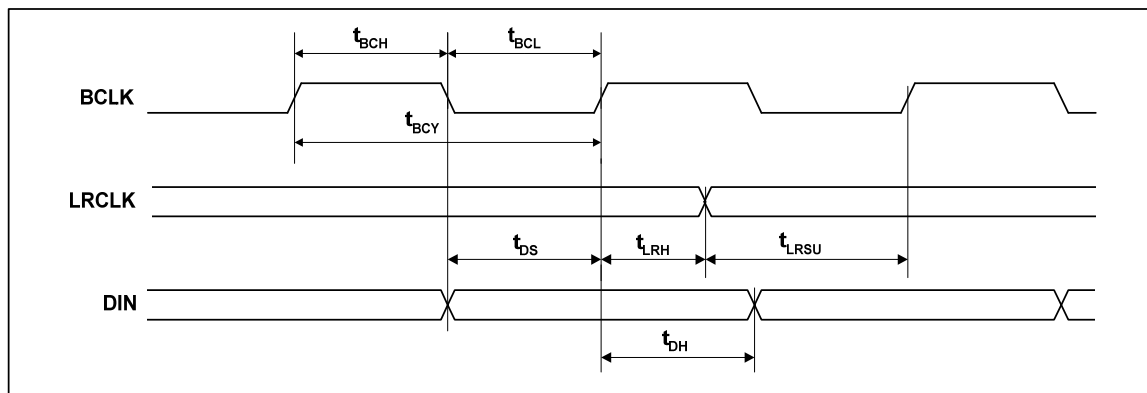 tBCH tBCL
BCLK
tBCY
LRCLK
tDS tLRH tLRSU
DIN
tDH